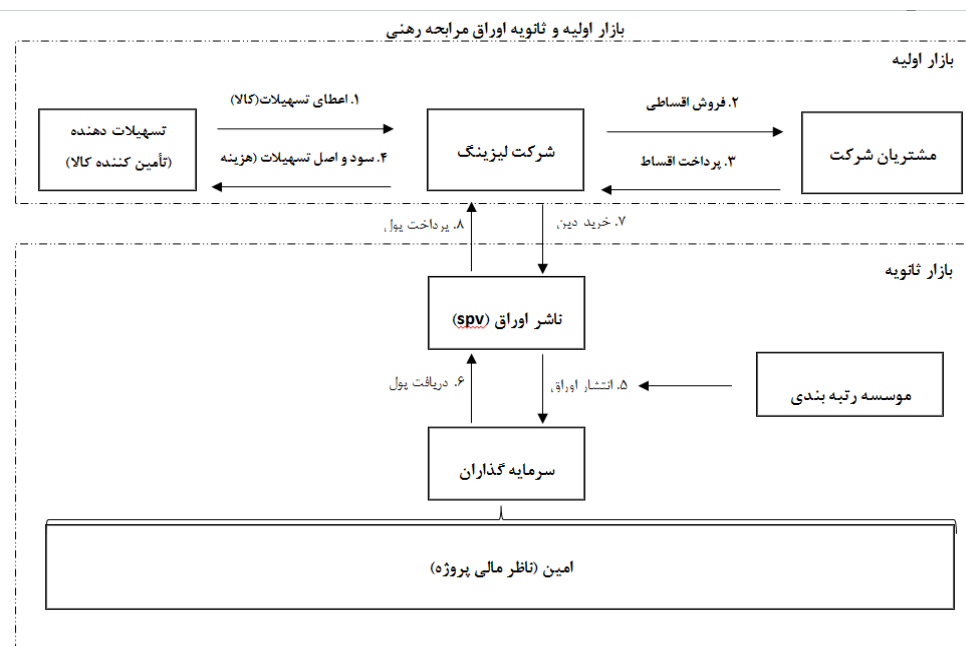 بازار اولیه و ثانویه اوراق مرابحه رهنی
بازار اولیه
۱. اعطای تسهیلات(کالا)
۲. فروش اقساطی
تسهیلات دهنده
(تأمین کننده کالا)
شرکت لیزینگ
مشتریان شرکت
۴. سود و اصل تسهیلات (هزینه
۳. پرداخت اقساط
۸. پرداخت پول
۷. خرید دین
بازار ثانویه
ناشر اوراق (spv)
۶. دریافت پول
۵. انتشار اوراق
موسسه رتبه بندی
سرمایه گذاران
امین (ناظر مالی پروژه)